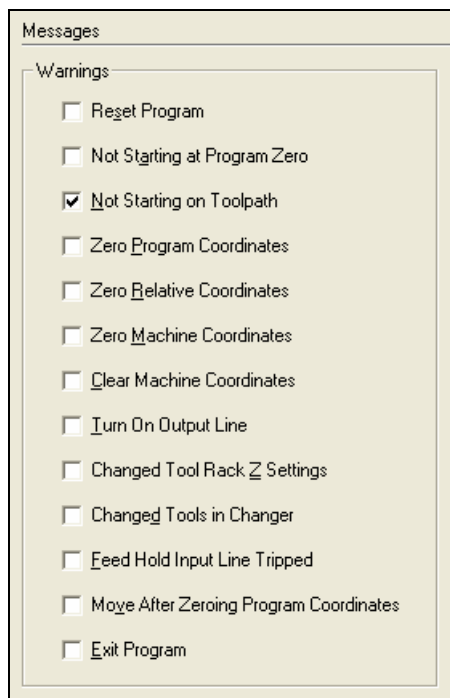 Messages
Warnings
Reset Program
Not Starting at Program Zero
Not Starting on Toolpath
Zero Program Coordinates
Zero Relative Coordinates
Zero Machine Coordinates
Clear Machine Coordinates
Turn On Output Line
Changed Tool Rack Z Settings
Changed Tools in Changer
Feed Hold Input Line Tripped
Move After Zeroing Program Coordinates
Exit Program